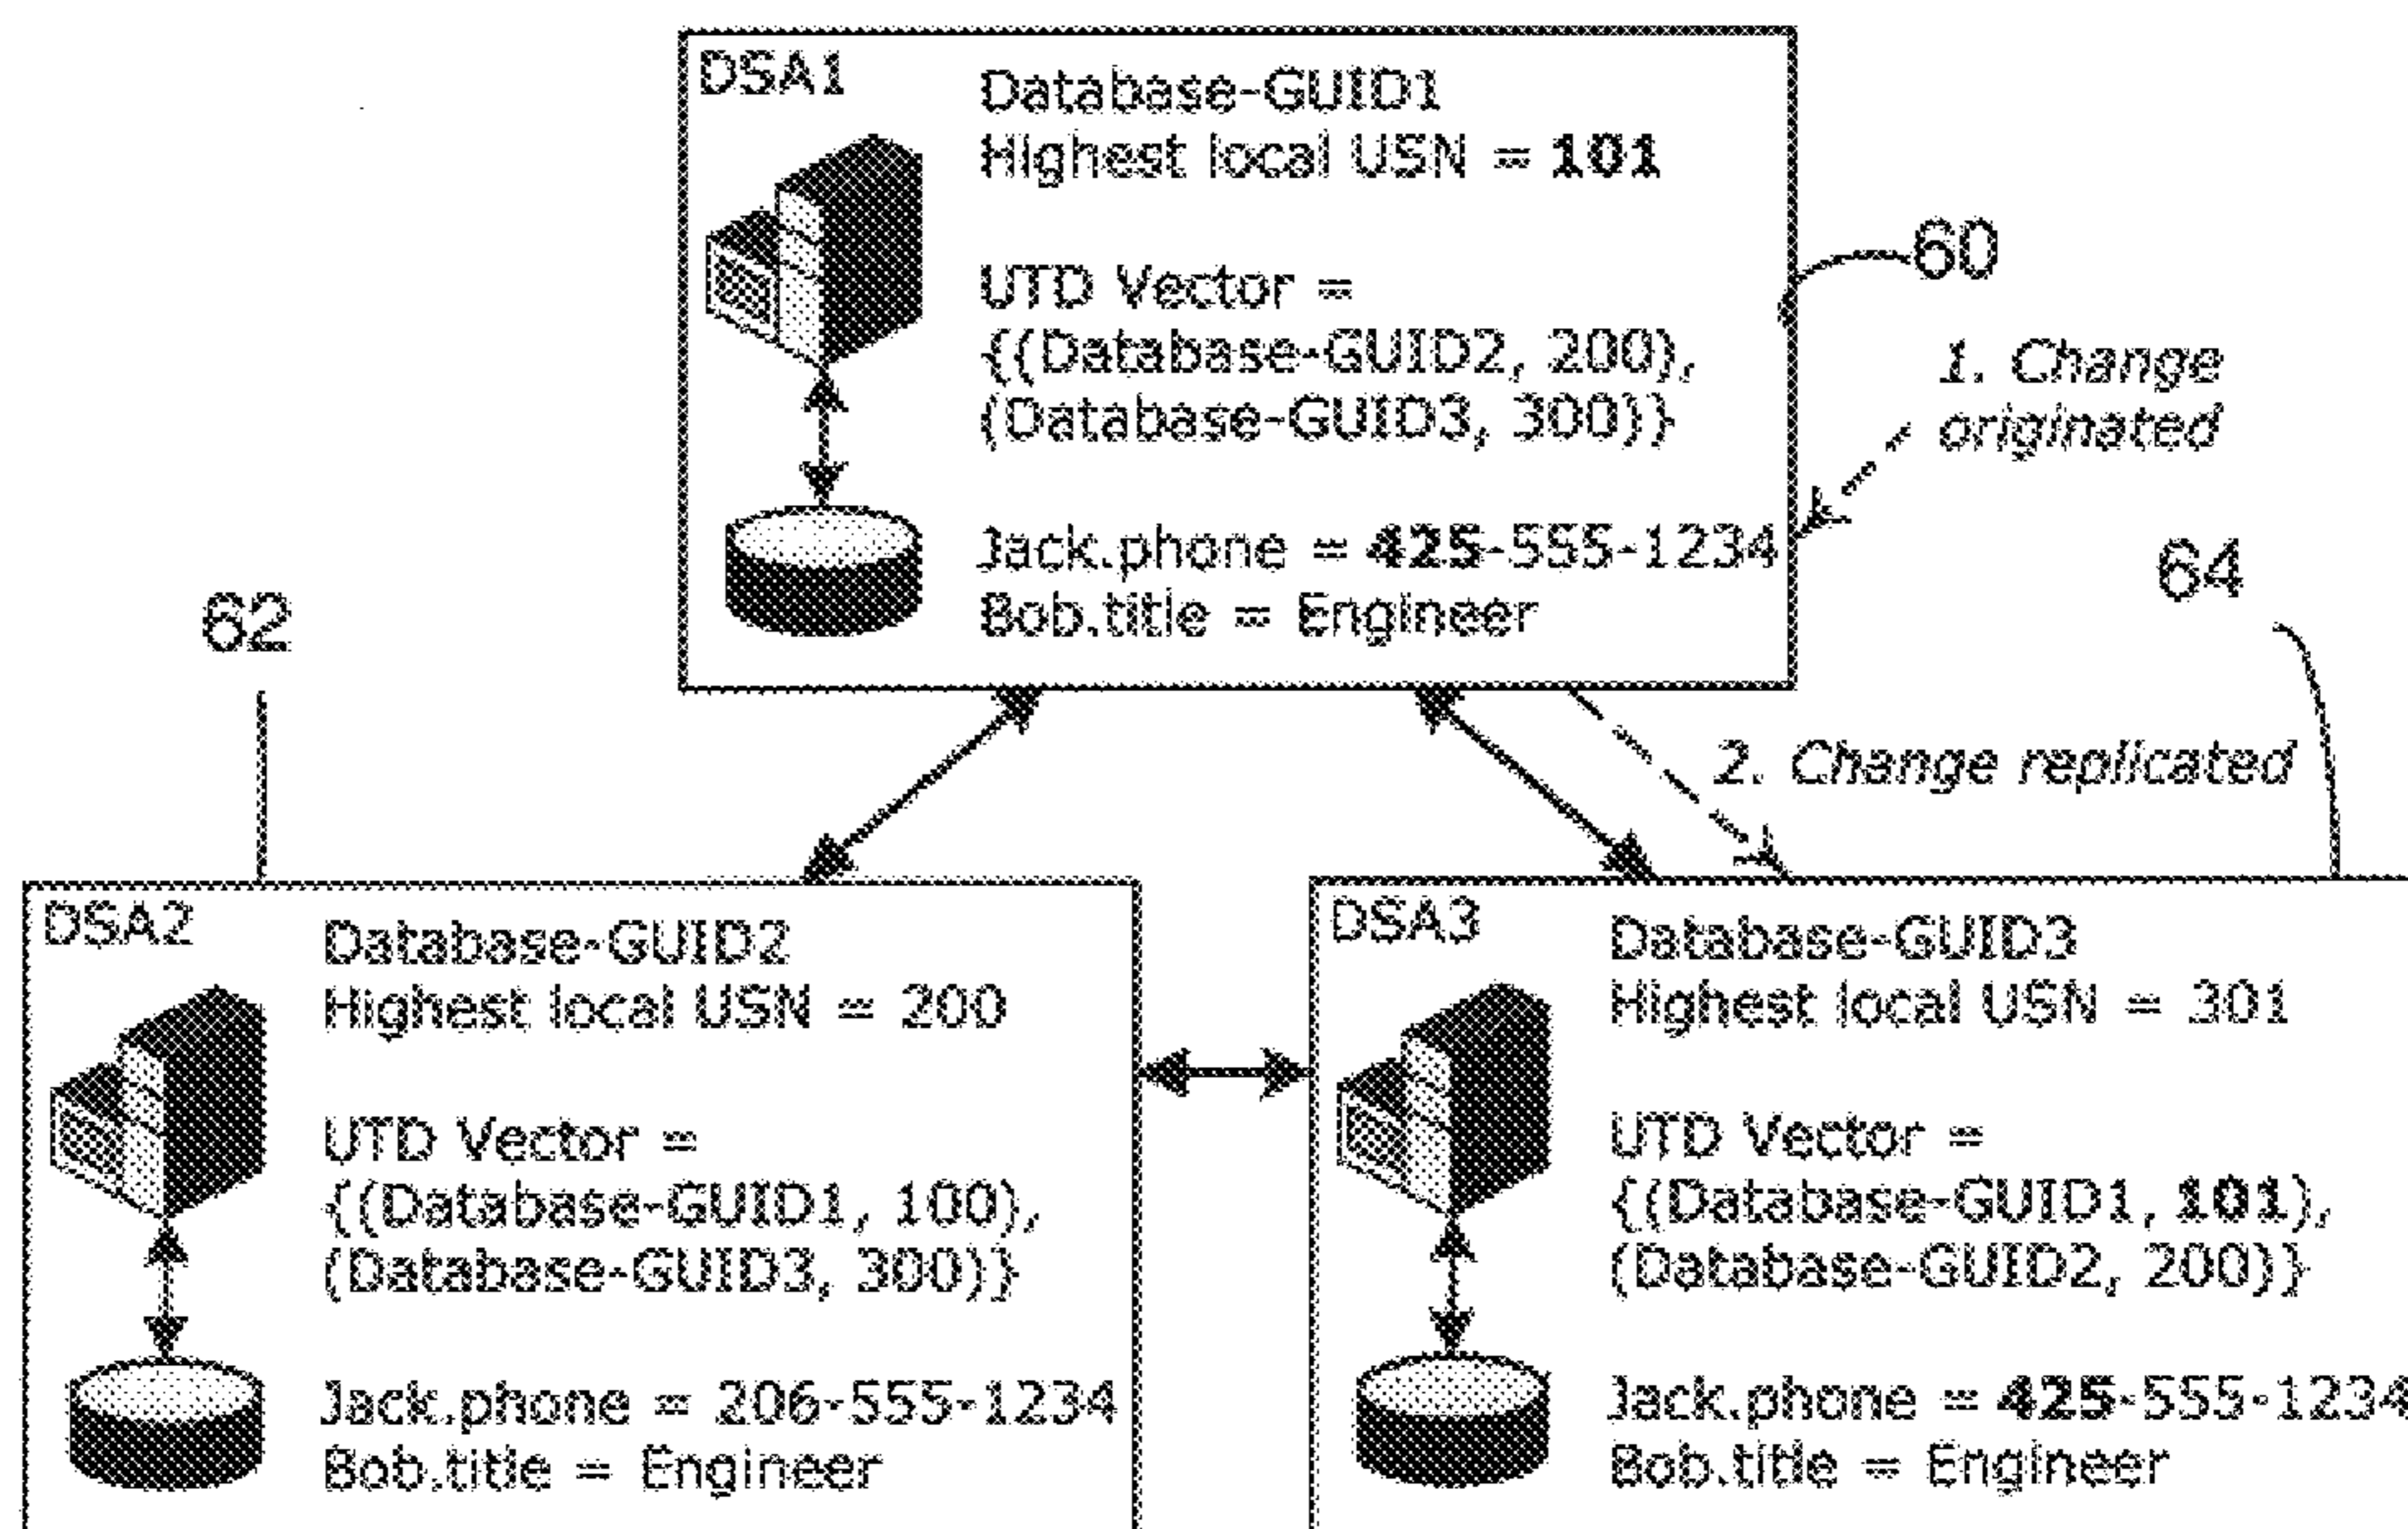 DSA1
Database-GUID1
Highest local USN = 101
UTD Vector =
{(Database-GUID2, 200),
(Database-GUID3, 300)}
Jack.phone = 425-555-1234
Bob.title = Engineer
60
1. Change
originated
62
64
2. Change replicated
DSA2
Database-GUID2
Highest local USN = 200
UTD Vector =
{(Database-GUID1, 100),
(Database-GUID3, 300)}
Jack.phone = 206-555-1234
Bob.title = Engineer
DSA3
Database-GUID3
Highest local USN = 301
UTD Vector =
{(Database-GUID1, 101),
(Database-GUID2, 200)}
Jack.phone = 425-555-1234
Bob.title = Engineer